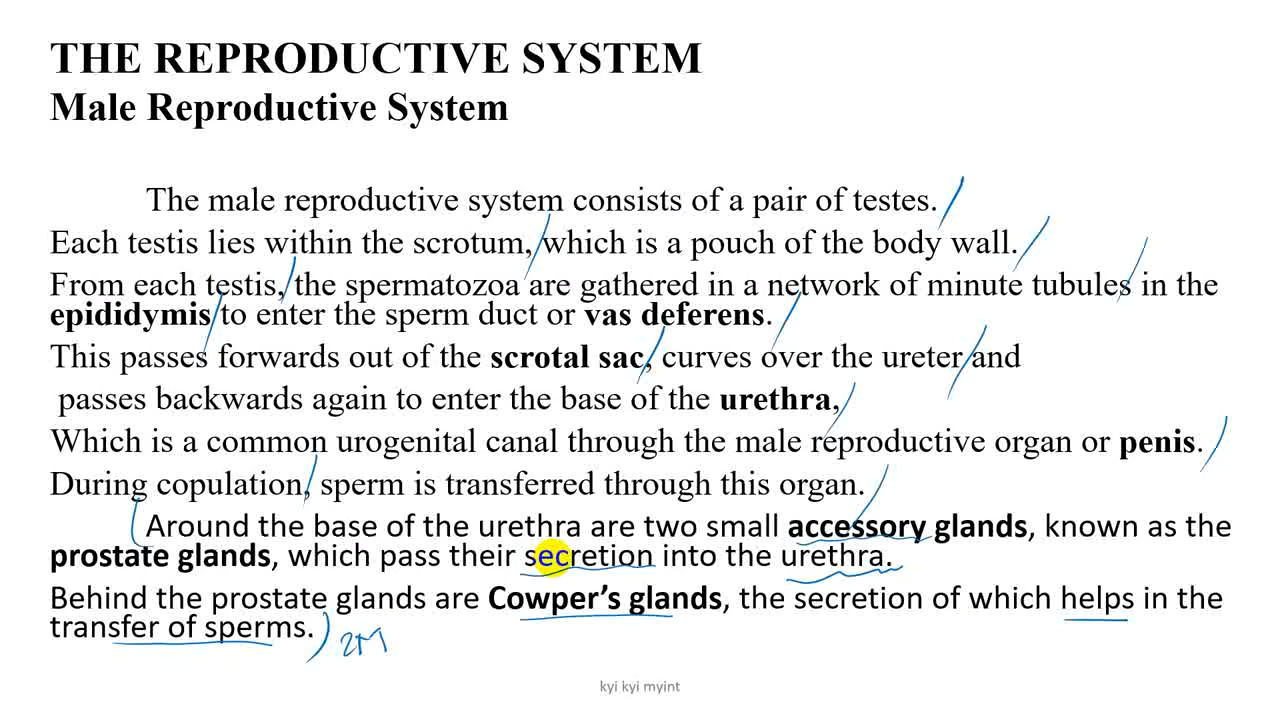 THE REPRODUCTIVE SYSTEM
Male Reproductive System
The male reproductive system consists of a pair of testes.
Each testis lies within the scrotum, which is a pouch of the body wall.
From each testis, the spermatozoa are gathered in a network of minute tubules in the
epididymis to enter the sperm duct or vas deferens.
This passes forwards out of the scrotal sac, curves over the ureter and
passes backwards again to enter the base of the urethra,
Which is a common urogenital canal through the male reproductive organ or penis.
During copulation, sperm is transferred through this organ.
Around the base of the urethra are two small accessory glands, known as the
prostate glands, which pass their secretion into the urethra.
Behind the prostate glands are Cowper’s glands, the secretion of which helps in the
transfer of sperms.
2M
kyi kyi myint